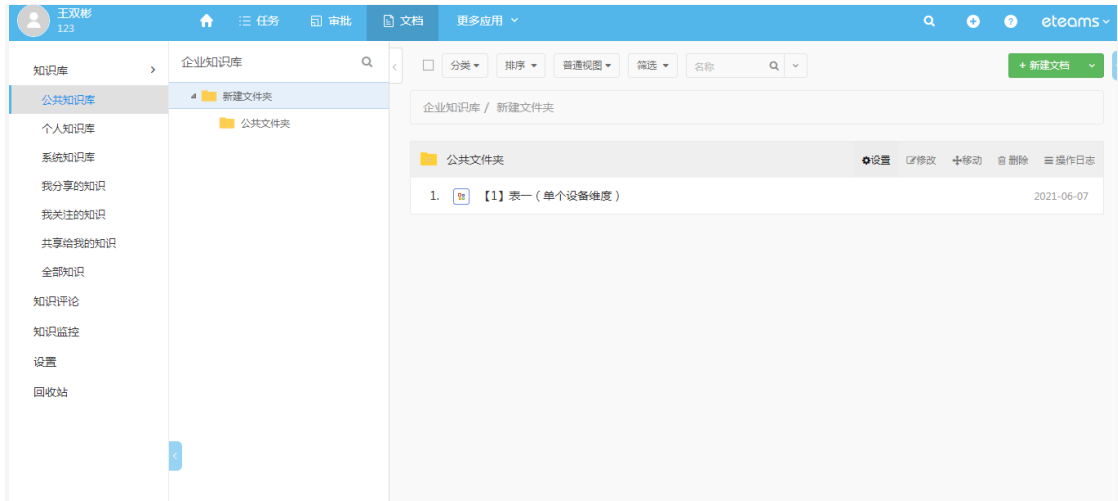 王双彬
123
任务
审批
文档
更多应用
eteams
知识库
公共知识库
个人知识库
系统知识库
我分享的知识
我关注的知识
共享给我的知识
全部知识
知识评论
知识监控
设置
回收站
企业知识库
新建文件夹
公共文件夹
分类 排序 普通视图 筛选 名称 + 新建文档
企业知识库 / 新建文件夹
公共文件夹 设置 修改 移动 删除 操作日志
1. 【1】表一 ( 单个设备维度 ) 2021-06-07